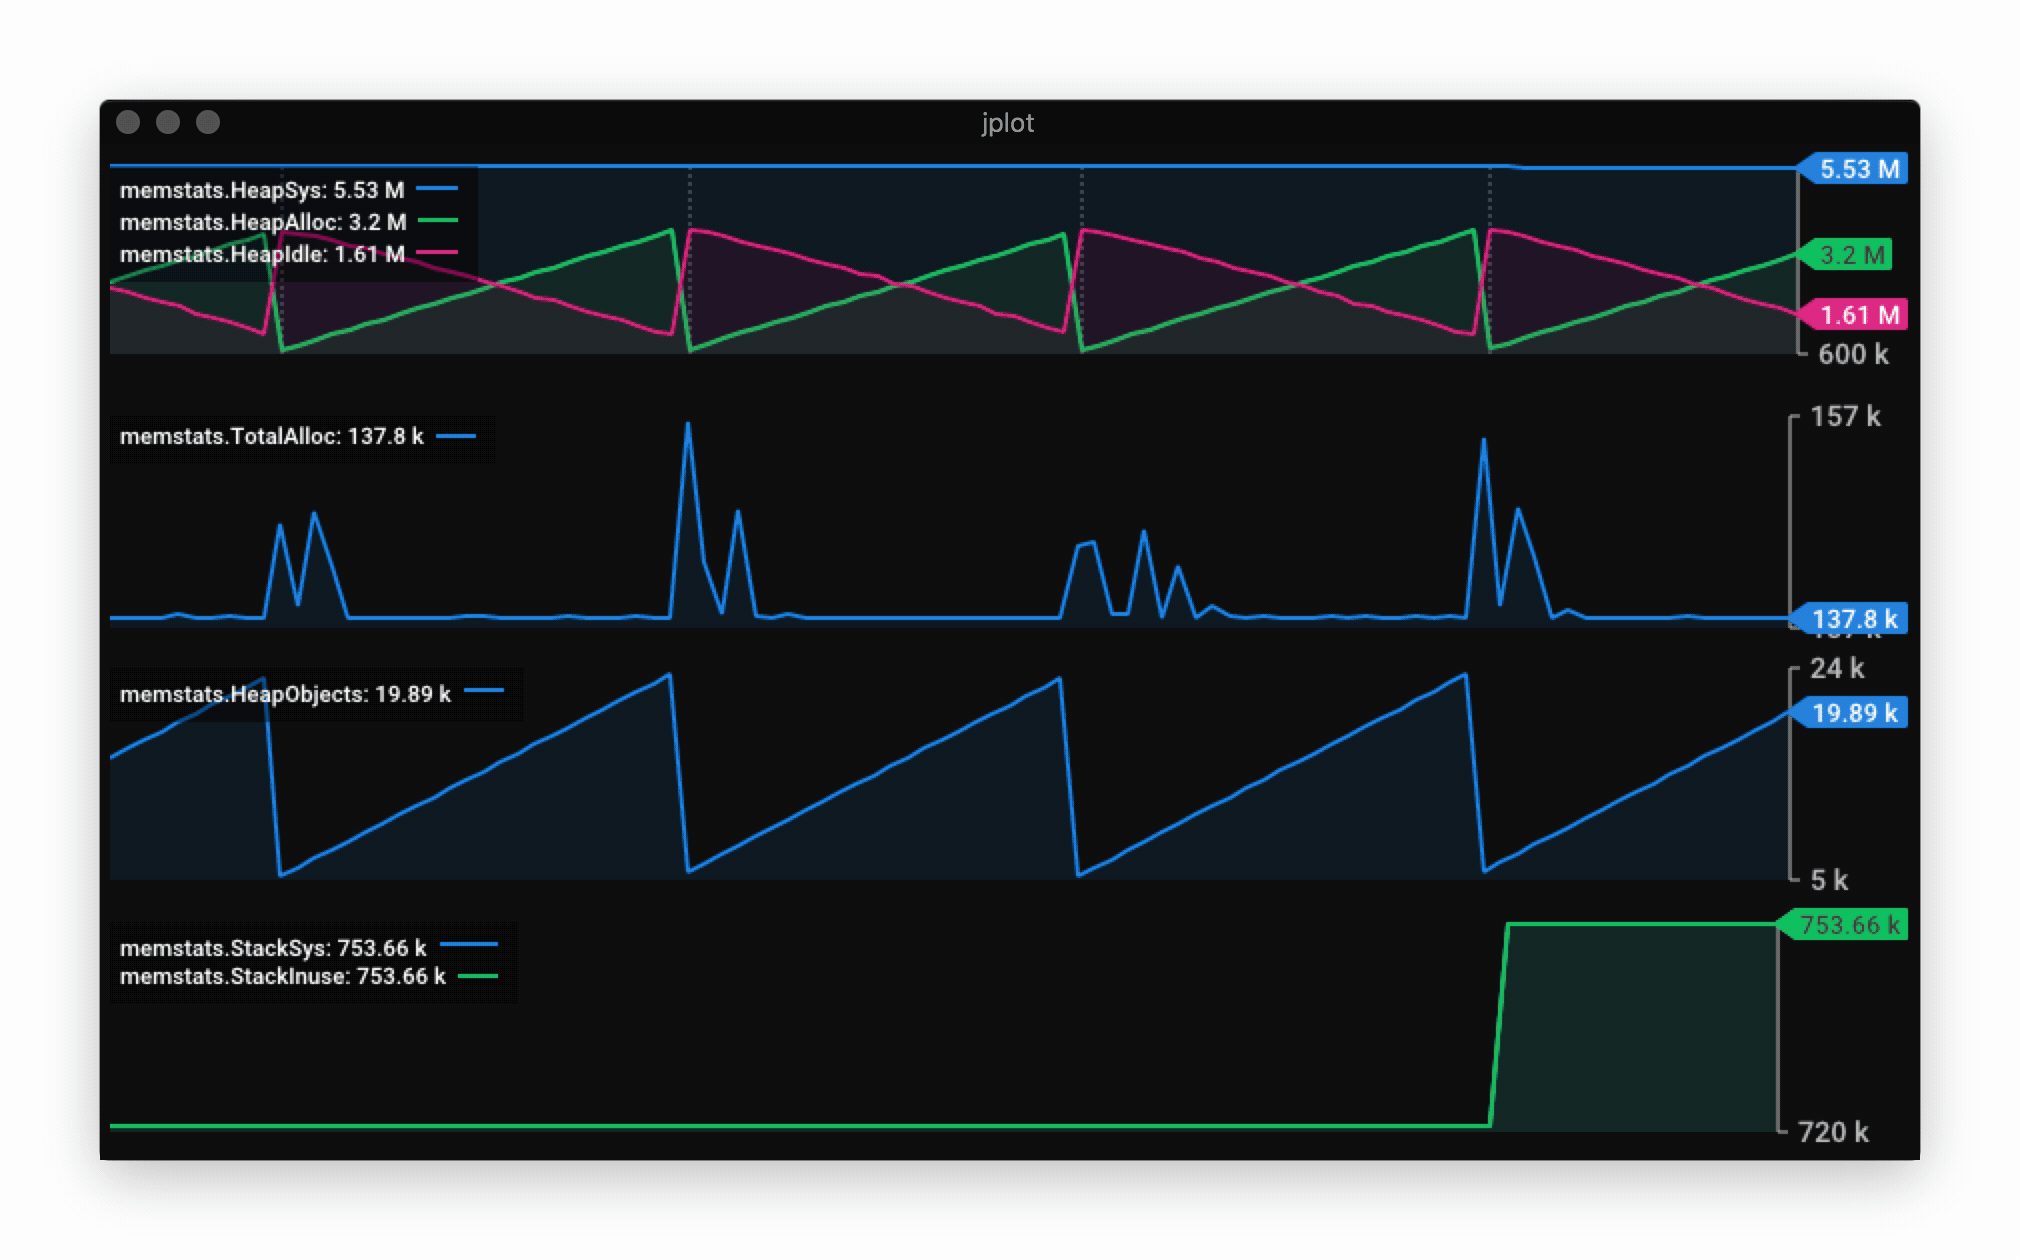 jplot
memstats.HeapSys: 5.53 M
memstats.HeapAlloc: 3.2 M
memstats.HeapIdle: 1.61 M
5.53 M
3.2 M
1.61 M
600 k
memstats.TotalAlloc: 137.8 k
157 k
137.8 k
memstats.HeapObjects: 19.89 k
24 k
19.89 k
5 k
memstats.StackSys: 753.66 k
memstats.StackInuse: 753.66 k
753.66 k
720 k